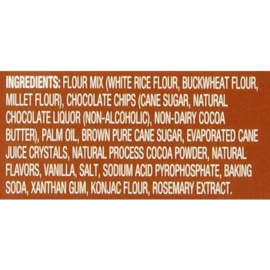 INGREDIENTS: FLOUR MIX (WHITE RICE FLOUR, BUCKWHEAT FLOUR,
MILLET FLOUR), CHOCOLATE CHIPS (CANE SUGAR, NATURAL
CHOCOLATE LIQUOR (NON-ALCOHOLIC), NON-DAIRY COCOA
BUTTER), PALM OIL, BROWN PURE CANE SUGAR, EVAPORATED CANE
JUICE CRYSTALS, NATURAL PROCESS COCOA POWDER, NATURAL
FLAVORS, VANILLA, SALT, SODIUM ACID PYROPHOSPHATE, BAKING
SODA, XANTHAN GUM, KONJAC FLOUR, ROSEMARY EXTRACT.